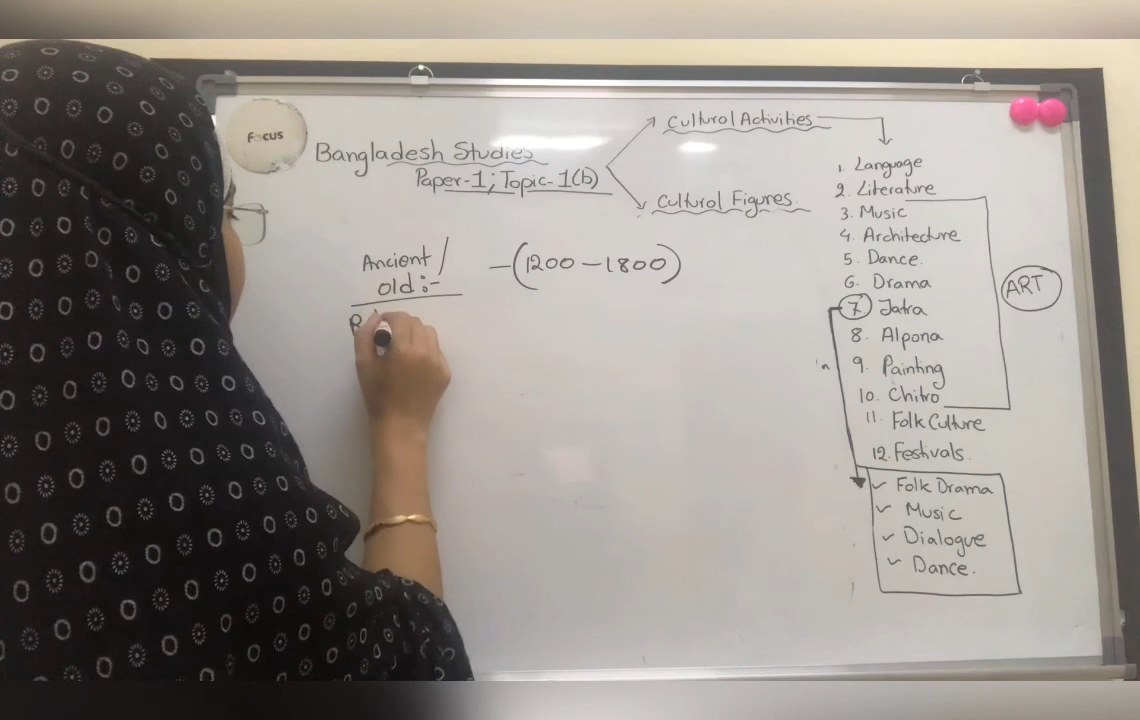 Focus
Bangladesh Studies
Paper-1; Topic-1(b)
Cultural Activities
Cultural Figures
1. Language
2. Literature
3. Music
4. Architecture
5. Dance
6. Drama
7 Jatra
8. Alpona
9. Painting
10. Chitro
11. Folk Culture
12. Festivals
ART
✓ Folk Drama
✓ Music
✓ Dialogue
✓ Dance.
Ancient/
old:-
-(1200-1800)